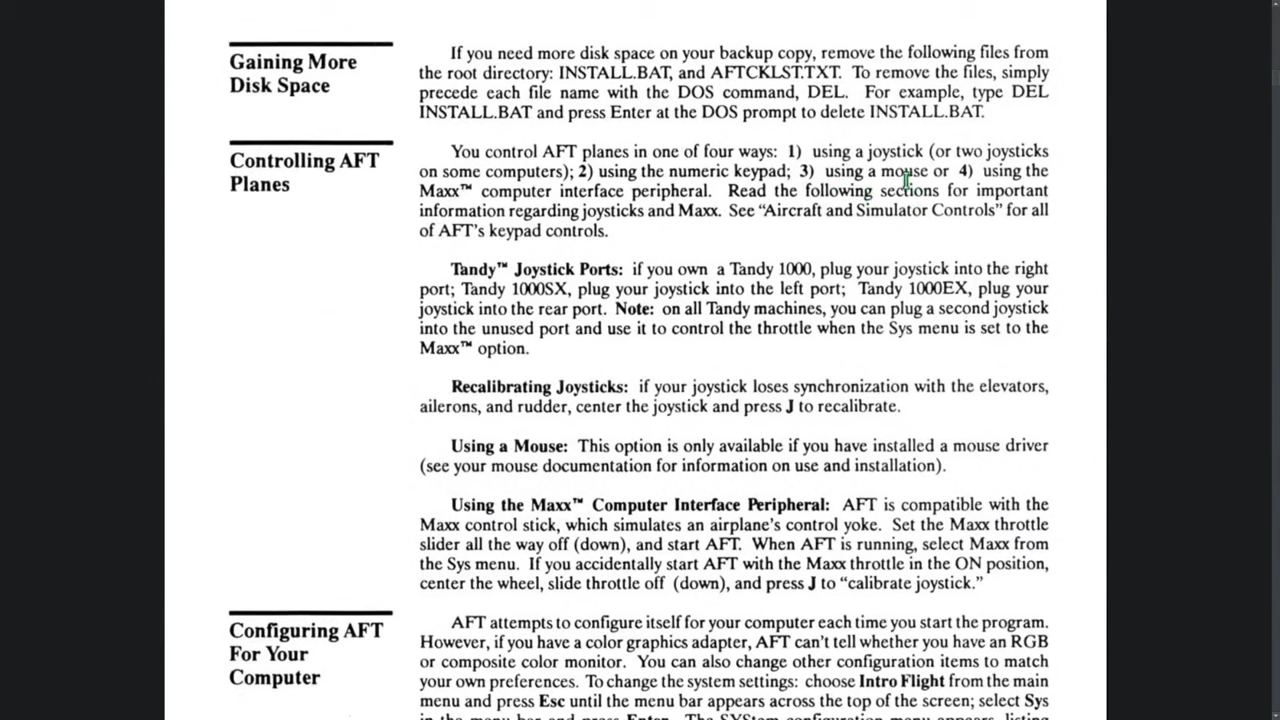 Gaining More
Disk Space
If you need more disk space on your backup copy, remove the following files from
the root directory: INSTALL.BAT, and AFTCKLST.TXT. To remove the files, simply
precede each file name with the DOS command, DEL. For example, type DEL
INSTALL.BAT and press Enter at the DOS prompt to delete INSTALL.BAT.
Controlling AFT
Planes
You control AFT planes in one of four ways: 1) using a joystick (or two joysticks
on some computers); 2) using the numeric keypad; 3) using a mouse or 4) using the
Maxx™ computer interface peripheral. Read the following sections for important
information regarding joysticks and Maxx. See “Aircraft and Simulator Controls” for all
of AFT’s keypad controls.
Tandy™ Joystick Ports: if you own a Tandy 1000, plug your joystick into the right
port; Tandy 1000SX, plug your joystick into the left port; Tandy 1000EX, plug your
joystick into the rear port. Note: on all Tandy machines, you can plug a second joystick
into the unused port and use it to control the throttle when the Sys menu is set to the
Maxx™ option.
Recalibrating Joysticks: if your joystick loses synchronization with the elevators,
ailerons, and rudder, center the joystick and press J to recalibrate.
Using a Mouse: This option is only available if you have installed a mouse driver
(see your mouse documentation for information on use and installation).
Using the Maxx™ Computer Interface Peripheral: AFT is compatible with the
Maxx control stick, which simulates an airplane’s control yoke. Set the Maxx throttle
slider all the way off (down), and start AFT. When AFT is running, select Maxx from
the Sys menu. If you accidentally start AFT with the Maxx throttle in the ON position,
center the wheel, slide throttle off (down), and press J to “calibrate joystick.”
Configuring AFT
For Your
Computer
AFT attempts to configure itself for your computer each time you start the program.
However, if you have a color graphics adapter, AFT can’t tell whether you have an RGB
or composite color monitor. You can also change other configuration items to match
your own preferences. To change the system settings: choose Intro Flight from the main
menu and press Esc until the menu bar appears across the top of the screen; select Sys
in the menu bar and press Enter. The SYStem configuration menu appears, listing